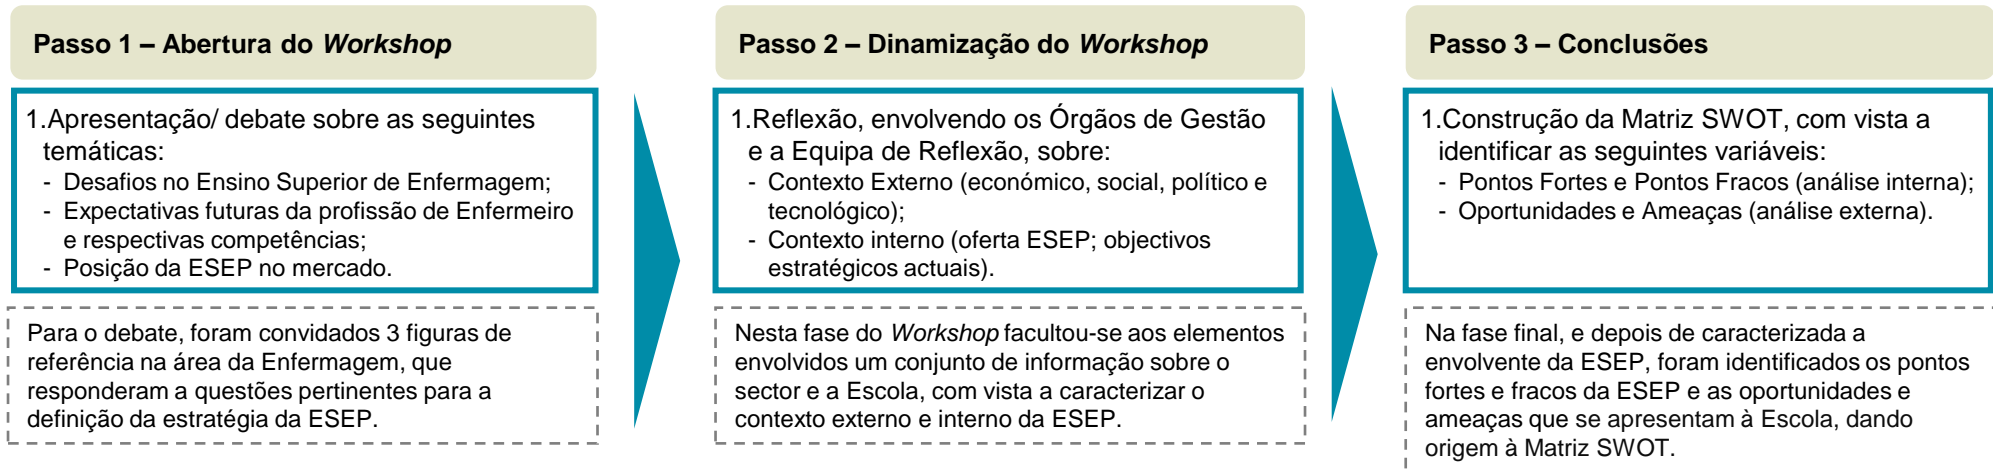 Passo 1 – Abertura do Workshop
1.Apresentação/ debate sobre as seguintes
temáticas:
- Desafios no Ensino Superior de Enfermagem;
- Expectativas futuras da profissão de Enfermeiro
e respectivas competências;
- Posição da ESEP no mercado.
Para o debate, foram convidados 3 figuras de
referência na área da Enfermagem, que
responderam a questões pertinentes para a
definição da estratégia da ESEP.
Passo 2 – Dinamização do Workshop
1.Reflexão, envolvendo os Órgãos de Gestão
e a Equipa de Reflexão, sobre:
- Contexto Externo (económico, social, político e
tecnológico);
- Contexto interno (oferta ESEP; objectivos
estratégicos actuais).
Nesta fase do Workshop facultou-se aos elementos
envolvidos um conjunto de informação sobre o
sector e a Escola, com vista a caracterizar o
contexto externo e interno da ESEP.
Passo 3 – Conclusões
1.Construção da Matriz SWOT, com vista a
identificar as seguintes variáveis:
- Pontos Fortes e Pontos Fracos (análise interna);
- Oportunidades e Ameaças (análise externa).
Na fase final, e depois de caracterizada a
envolvente da ESEP, foram identificados os pontos
fortes e fracos da ESEP e as oportunidades e
ameaças que se apresentam à Escola, dando
origem à Matriz SWOT.